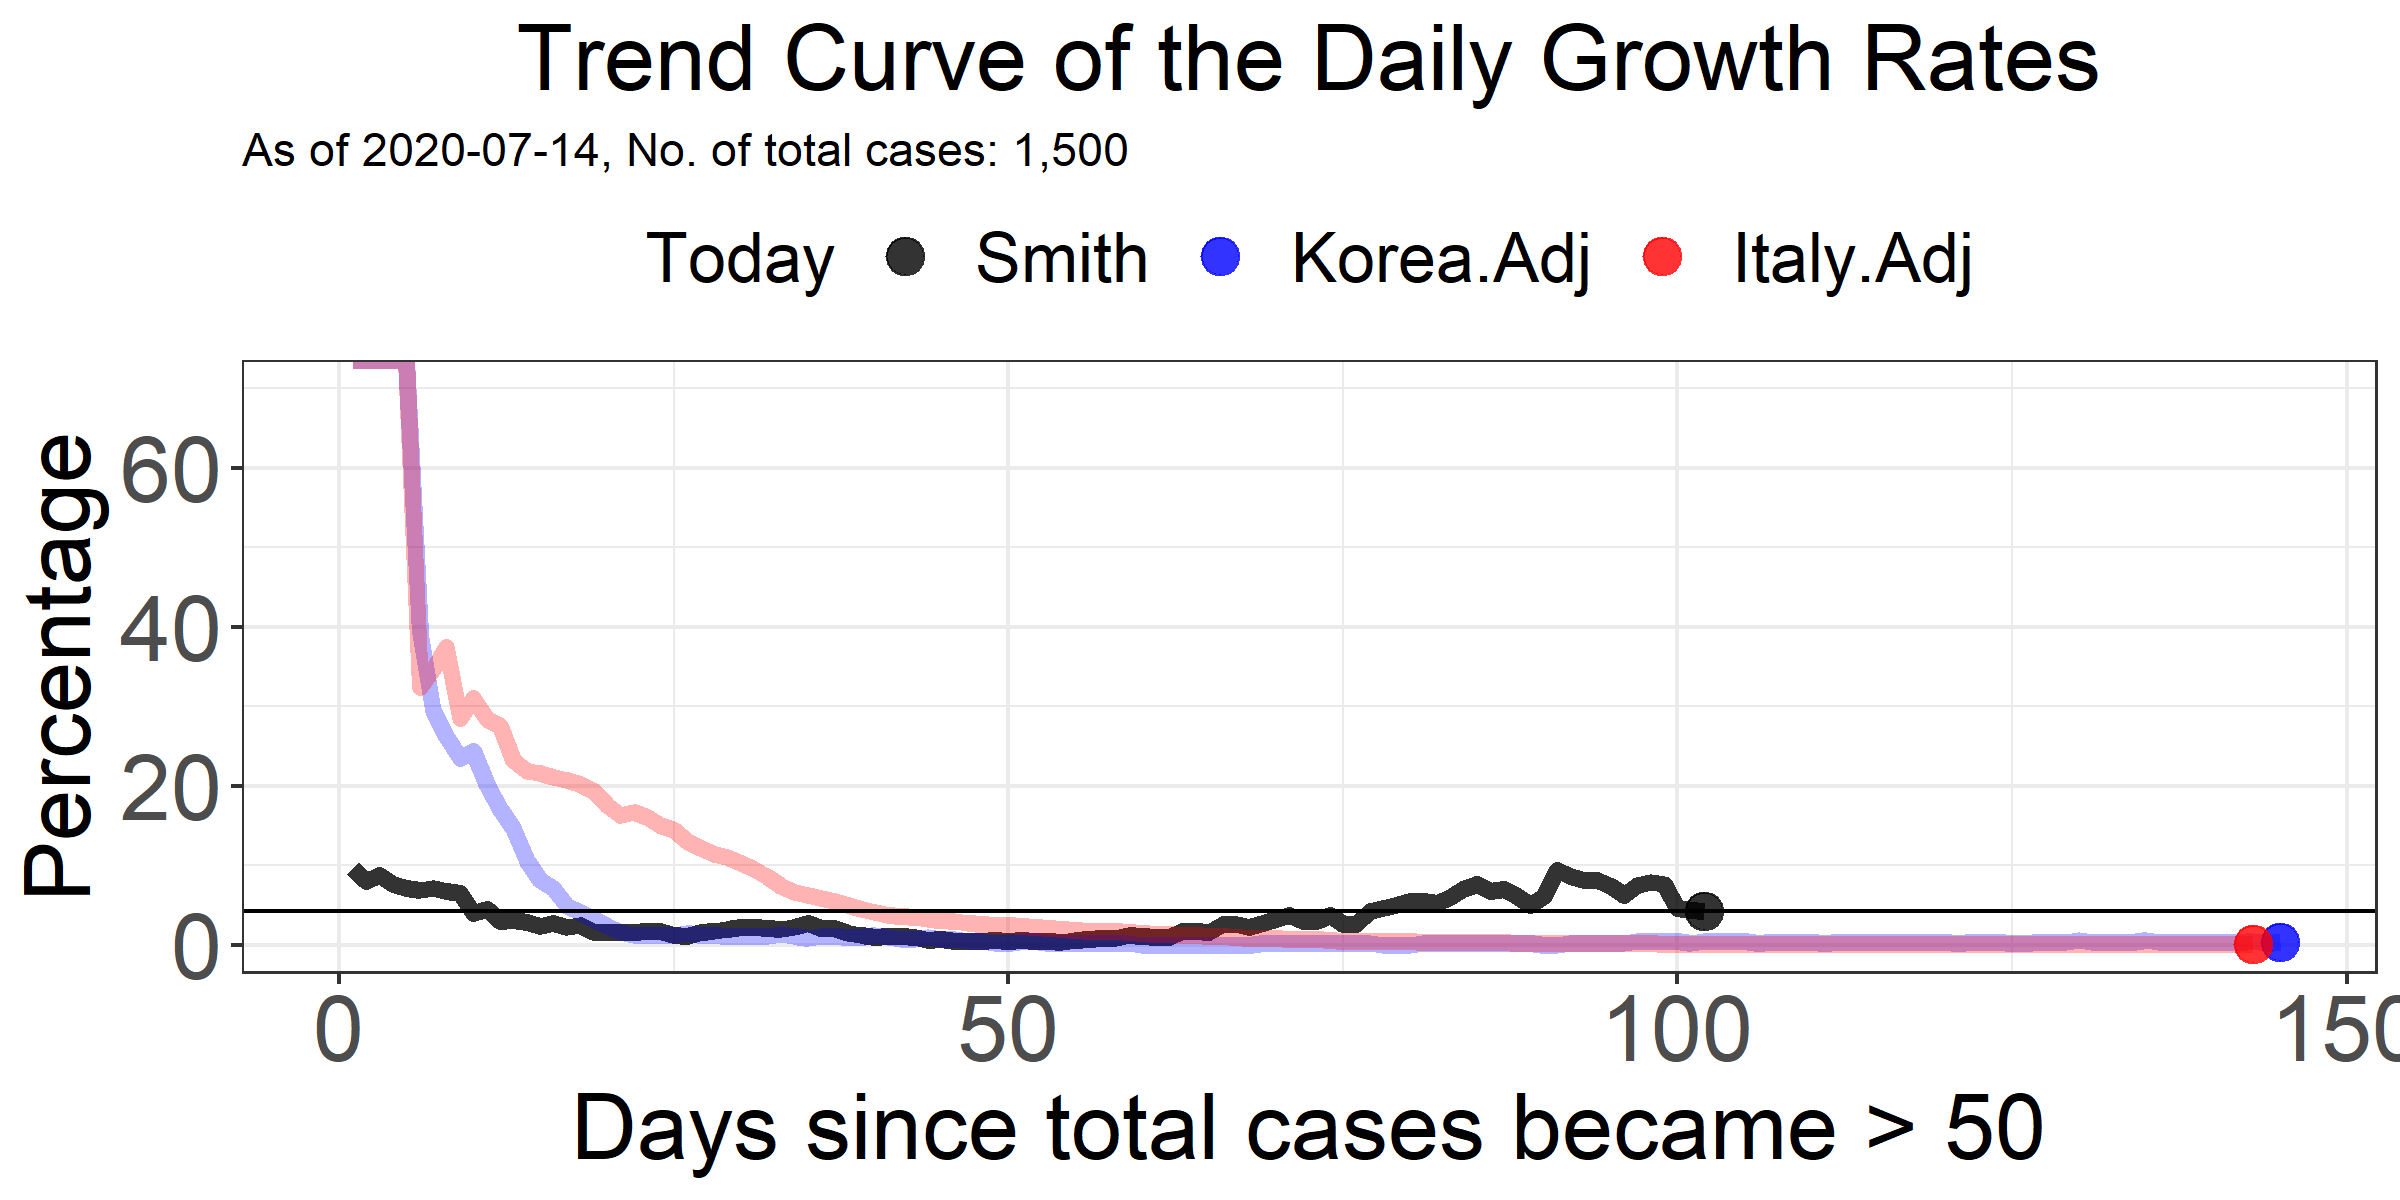 Trend Curve of the Daily Growth Rates
As of 2020-07-14, No. of total cases: 1,500
Today Smith Korea.Adj Italy.Adj
Percentage
60
40
20
0
0 50 100 150
Days since total cases became > 50